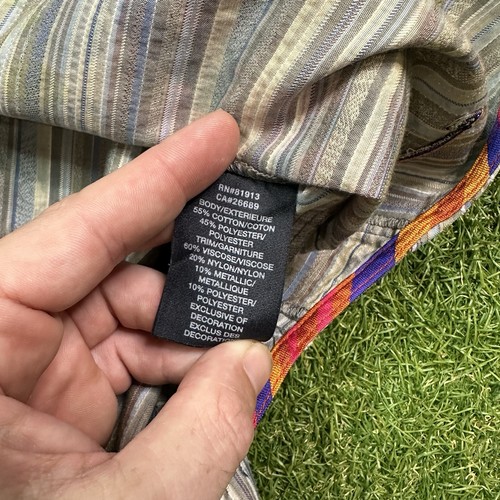 RN#81913
CA#26689
BODY/EXTERIEURE
55% COTTON/COTON
45% POLYESTER/
POLYESTER
TRIM/GARNITURE
60% VISCOSE/VISCOSE
20% NYLON/NYLON
10% METALLIC/
METALLIQUE
10% POLYESTER/
POLYESTER
EXCLUSIVE OF
DECORATION
EXCLUS DES
DECORATION